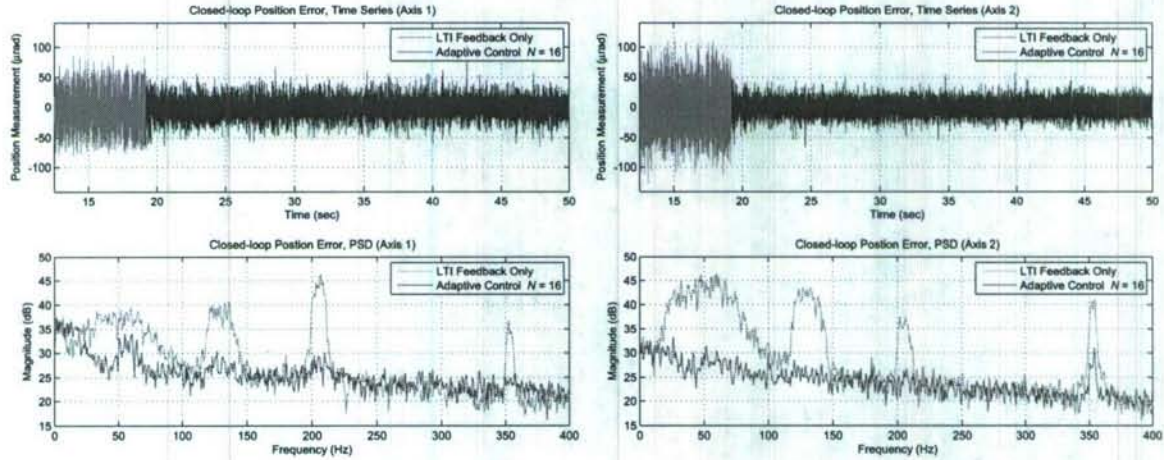 Closed-loop Position Error, Time Series (Axis 1)
Position Measurement (µrad)
100
50
0
-50
-100
LTI Feedback Only
Adaptive Control N = 16
15 20 25 30 35 40 45 50
Time (sec)
Closed-loop Position Error, Time Series (Axis 2)
Position Measurement (µrad)
100
50
0
-50
-100
LTI Feedback Only
Adaptive Control N = 16
15 20 25 30 35 40 45 50
Time (sec)
Closed-loop Postion Error, PSD (Axis 1)
Magnitude (dB)
50
45
40
35
30
25
20
15
LTI Feedback Only
Adaptive Control N = 16
0 50 100 150 200 250 300 350 400
Frequency (Hz)
Closed-loop Postion Error, PSD (Axis 2)
Magnitude (dB)
50
45
40
35
30
25
20
15
LTI Feedback Only
Adaptive Control N = 16
0 50 100 150 200 250 300 350 400
Frequency (Hz)